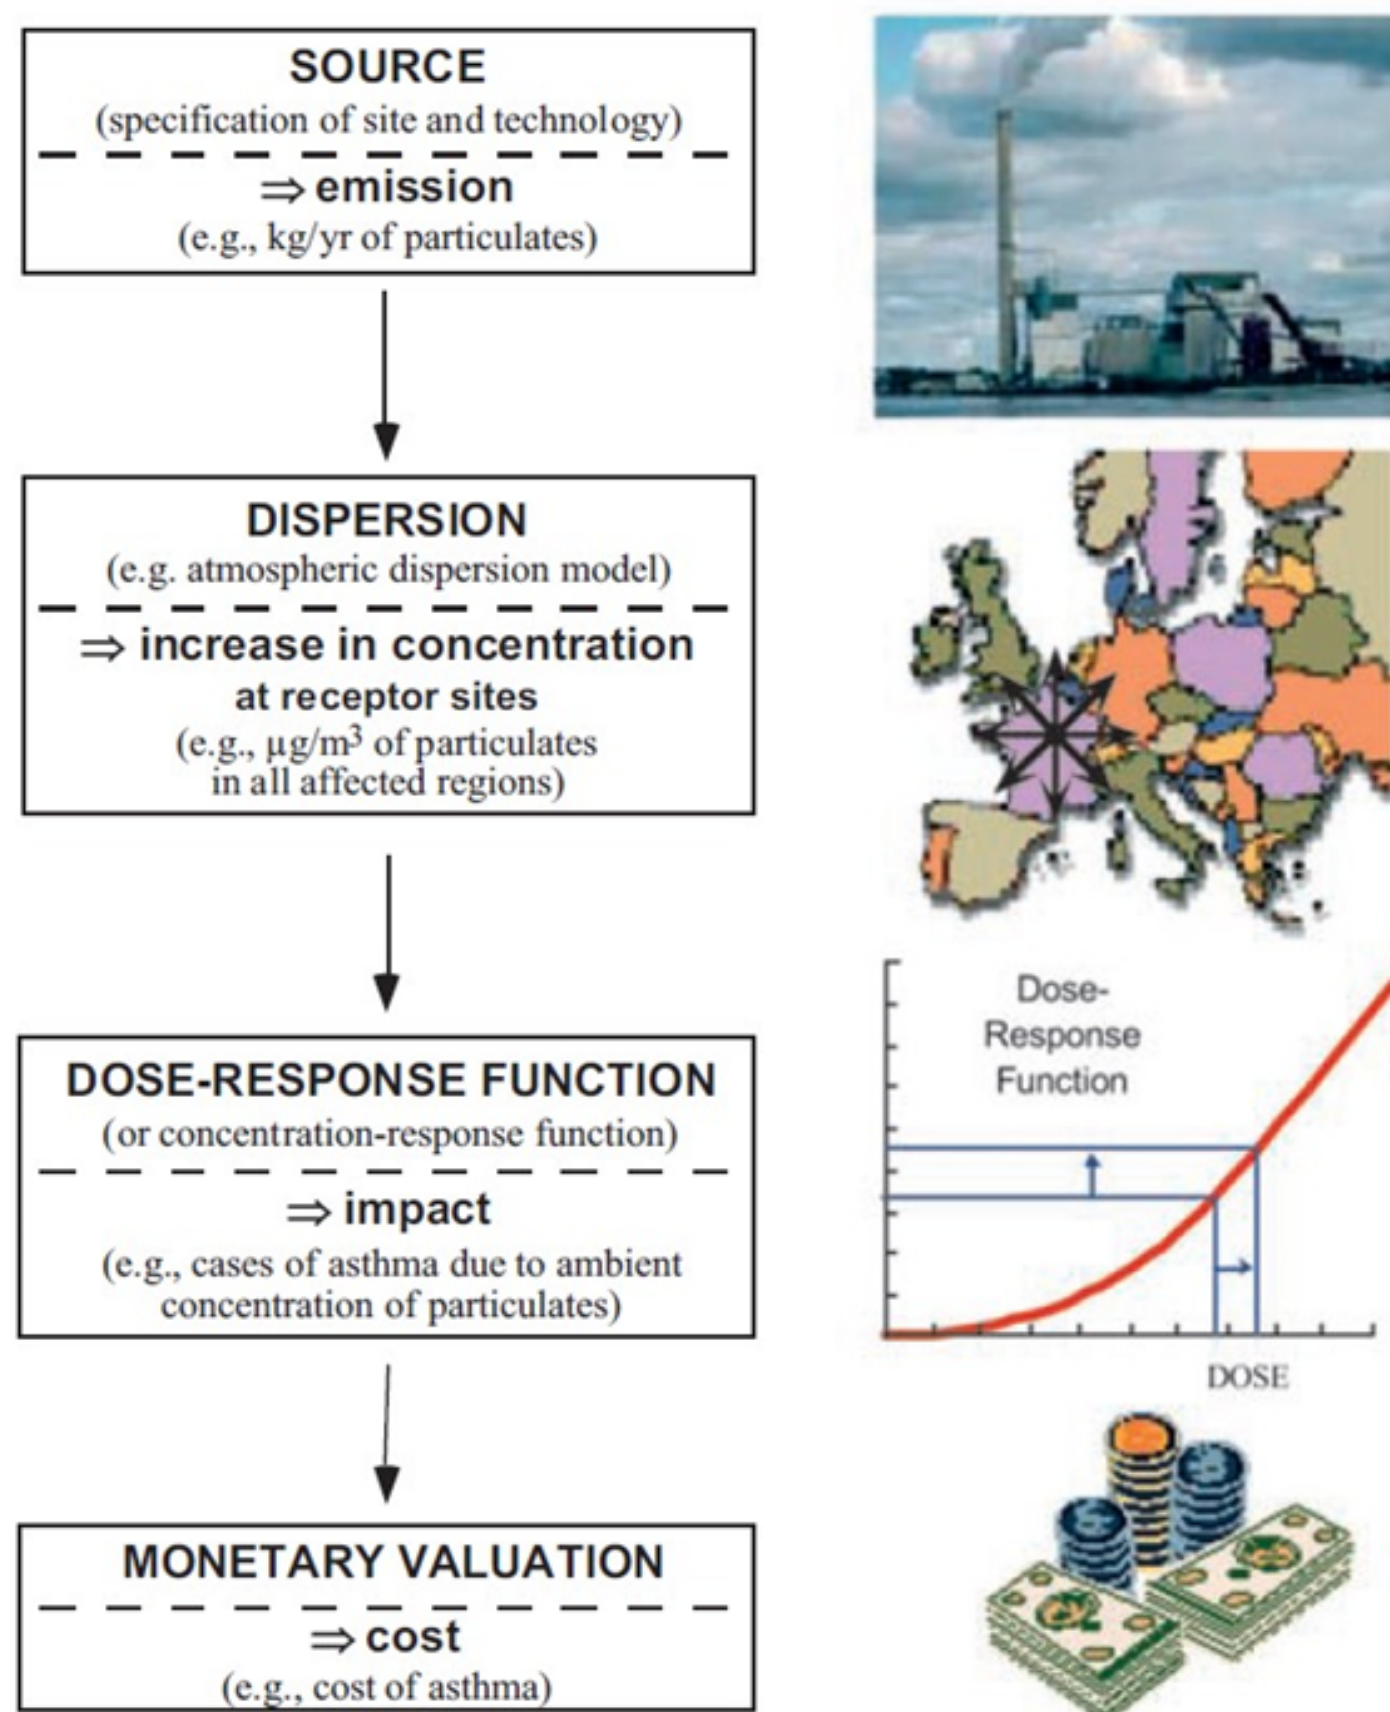 SOURCE
(specification of site and technology)
⇒ emission
(e.g., kg/yr of particulates)
DISPERSION
(e.g. atmospheric dispersion model)
⇒ increase in concentration
at receptor sites
(e.g., μg/m³ of particulates
in all affected regions)
DOSE-RESPONSE FUNCTION
(or concentration-response function)
⇒ impact
(e.g., cases of asthma due to ambient
concentration of particulates)
MONETARY VALUATION
⇒ cost
(e.g., cost of asthma)
Dose-
Response
Function
DOSE